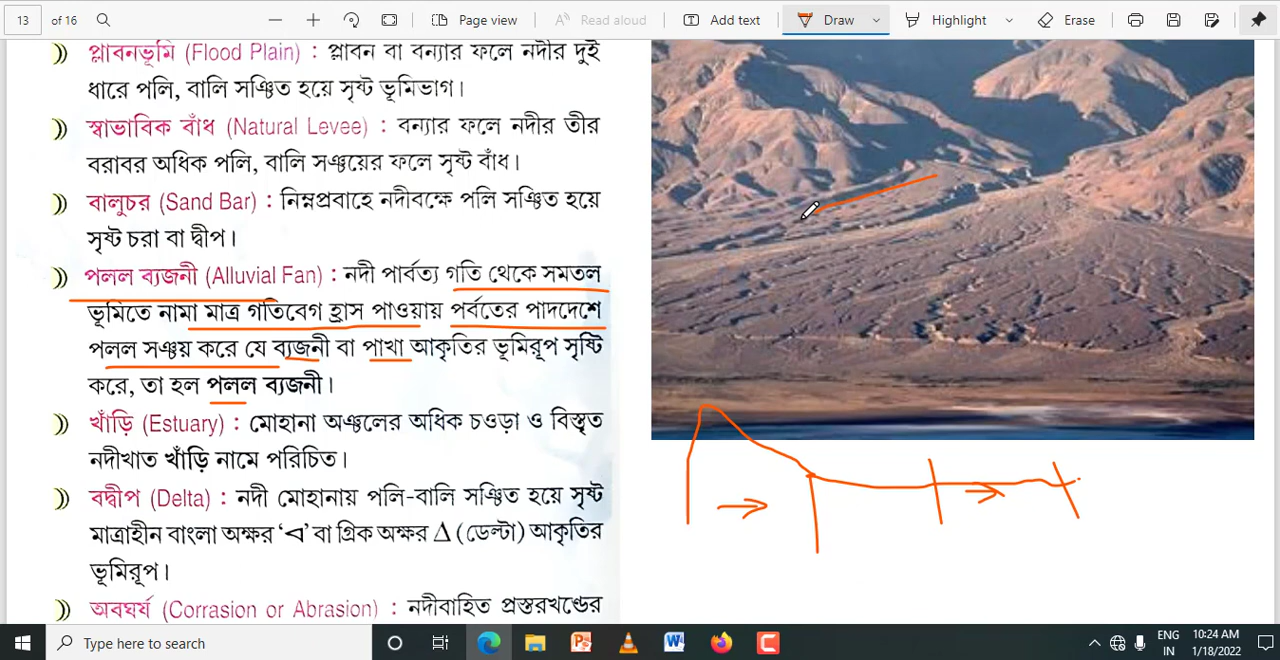 13 of 16 Page view Read aloud Add text Draw Highlight Erase
প্লাবনভূমি (Flood Plain) : প্লাবন বা বন্যার ফলে নদীর দুই
ধারে পলি, বালি সঞ্চিত হয়ে সৃষ্ট ভূমিভাগ।
স্বাভাবিক বাঁধ (Natural Levee) : বন্যার ফলে নদীর তীর
বরাবর অধিক পলি, বালি সঞ্চয়ের ফলে সৃষ্ট বাঁধ।
বালুচর (Sand Bar) : নিম্নপ্রবাহে নদীবক্ষে পলি সঞ্চিত হয়ে
সৃষ্ট চরা বা দ্বীপ।
পলল ব্যজনী (Alluvial Fan) : নদী পার্বত্য গতি থেকে সমতল
ভূমিতে নামা মাত্র গতিবেগ হ্রাস পাওয়ায় পর্বতের পাদদেশে
পলল সঞ্চয় করে যে ব্যজনী বা পাখা আকৃতির ভূমিরূপ সৃষ্টি
করে, তা হল পলল ব্যজনী।
খাঁড়ি (Estuary) : মোহানা অঞ্চলের অধিক চওড়া ও বিস্তৃত
নদীখাত খাঁড়ি নামে পরিচিত।
বদ্বীপ (Delta) : নদী মোহানায় পলি-বালি সঞ্চিত হয়ে সৃষ্ট
মাত্রাহীন বাংলা অক্ষর ‘ব’ বা গ্রিক অক্ষর Δ (ডেল্টা) আকৃতির
ভূমিরূপ।
অবঘর্ষ (Corrasion or Abrasion) : নদীবাহিত প্রস্তরখণ্ডের
Type here to search
ENG 10:24 AM
IN 1/18/2022